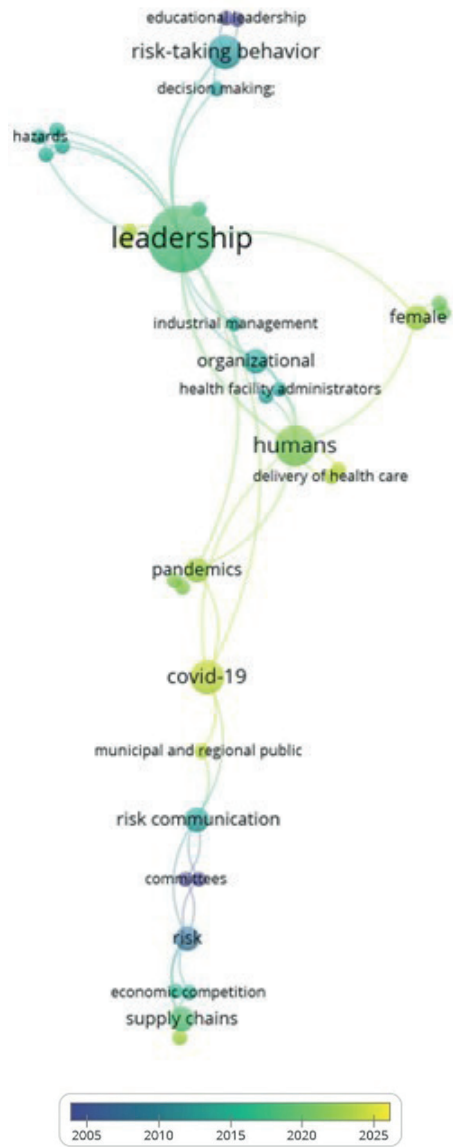 educational leadership
risk-taking behavior
decision making;
hazards
leadership
female
industrial management
organizational
health facility administrators
humans
delivery of health care
pandemics
covid-19
municipal and regional public
risk communication
committees
risk
economic competition
supply chains
2005 2010 2015 2020 2025